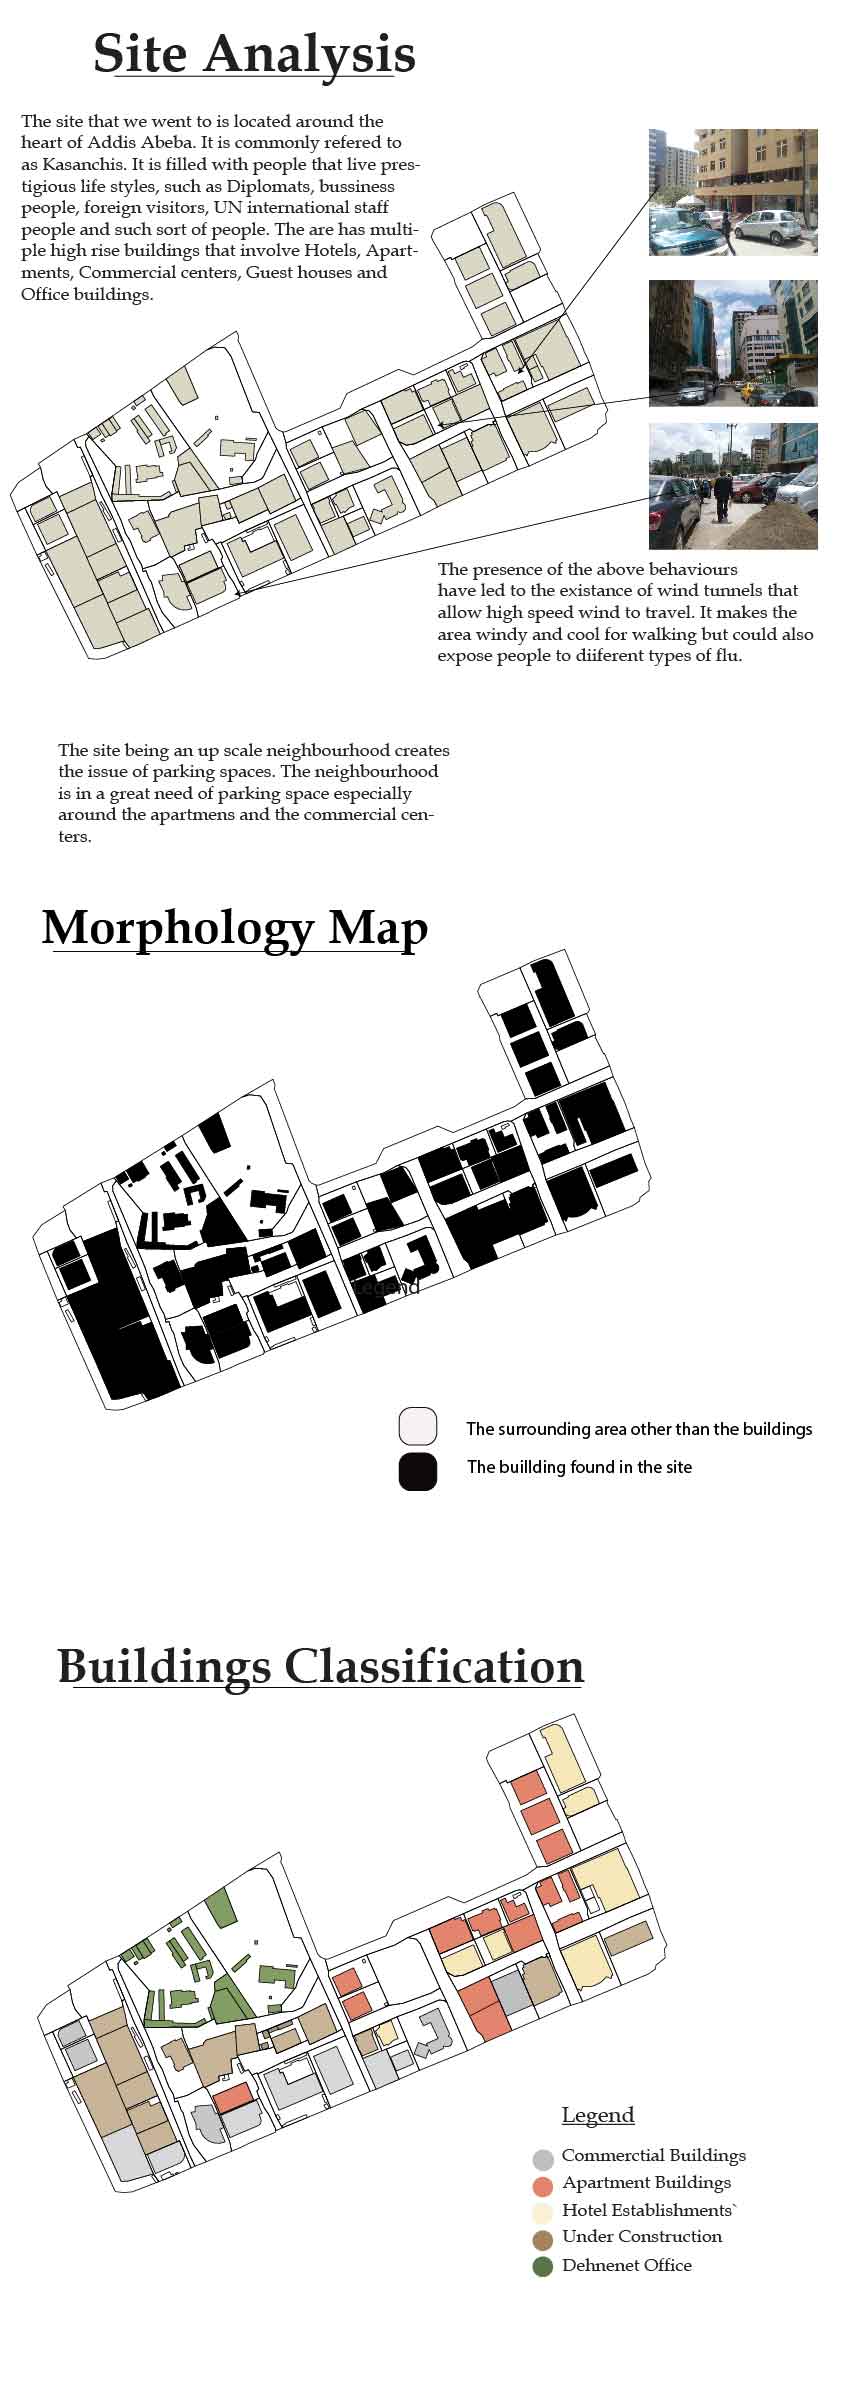 Site Analysis
The site that we went to is located around the
heart of Addis Abeba. It is commonly refered to
as Kasanchis. It is filled with people that live pres-
tigious life styles, such as Diplomats, bussiness
people, foreign visitors, UN international staff
people and such sort of people. The are has multi-
ple high rise buildings that involve Hotels, Apart-
ments, Commercial centers, Guest houses and
Office buildings.
The presence of the above behaviours
have led to the existance of wind tunnels that
allow high speed wind to travel. It makes the
area windy and cool for walking but could also
expose people to diiferent types of flu.
The site being an up scale neighbourhood creates
the issue of parking spaces. The neighbourhood
is in a great need of parking space especially
around the apartmens and the commercial cen-
ters.
Morphology Map
Legend
The surrounding area other than the buildings
The buillding found in the site
Buildings Classification
Legend
Commerctial Buildings
Apartment Buildings
Hotel Establishments`
Under Construction
Dehnenet Office